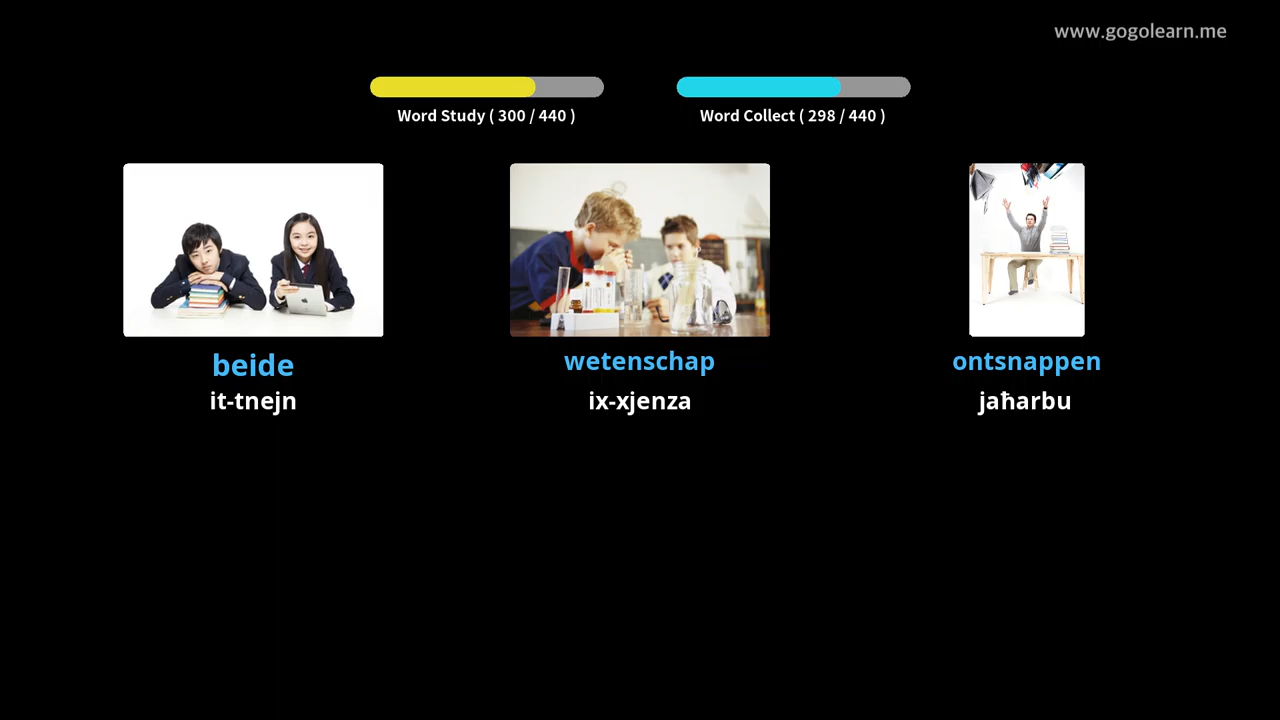 www.gogolearn.me
Word Study ( 300 / 440 )
Word Collect ( 298 / 440 )
beide
it-tnejn
wetenschap
ix-xjenza
ontsnappen
jaħarbu